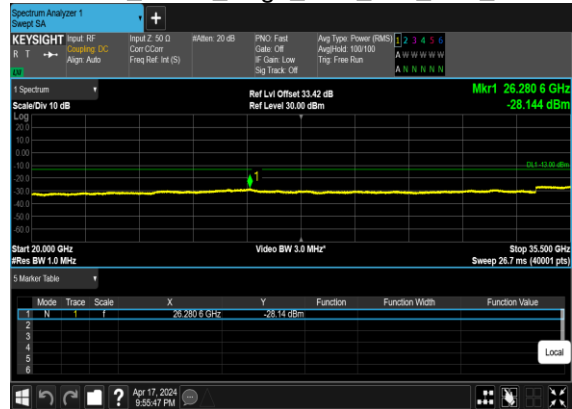 Spectrum Analyzer 1
Swept SA
+
KEYSIGHT Input: RF Input Z: 50 Ω #Atten: 20 dB PNO: Fast Avg Type: Power (RMS) 1 2 3 4 5 6
R T Coupling: DC Corr CCorr Gate: Off Avg|Hold: 100/100 A W W W W W
Align: Auto Freq Ref: Int (S) IF Gain: Low Trig: Free Run A N N N N N
Sig Track: Off
1 Spectrum Ref Lvl Offset 33.42 dB Mkr1 26.280 6 GHz
Scale/Div 10 dB Ref Level 30.00 dBm -28.144 dBm
Log
20.0
10.0
0.00
-10.0
DL1 -13.00 dBm
1
-20.0
-30.0
-40.0
-50.0
-60.0
Start 20.000 GHz Video BW 3.0 MHz* Stop 35.500 GHz
#Res BW 1.0 MHz Sweep 26.7 ms (40001 pts)
5 Marker Table
Mode Trace Scale X Y Function Function Width Function Value
1 N 1 f 26.280 6 GHz -28.14 dBm
2
3
4
5
6
Local
? Apr 17, 2024
9:55:47 PM